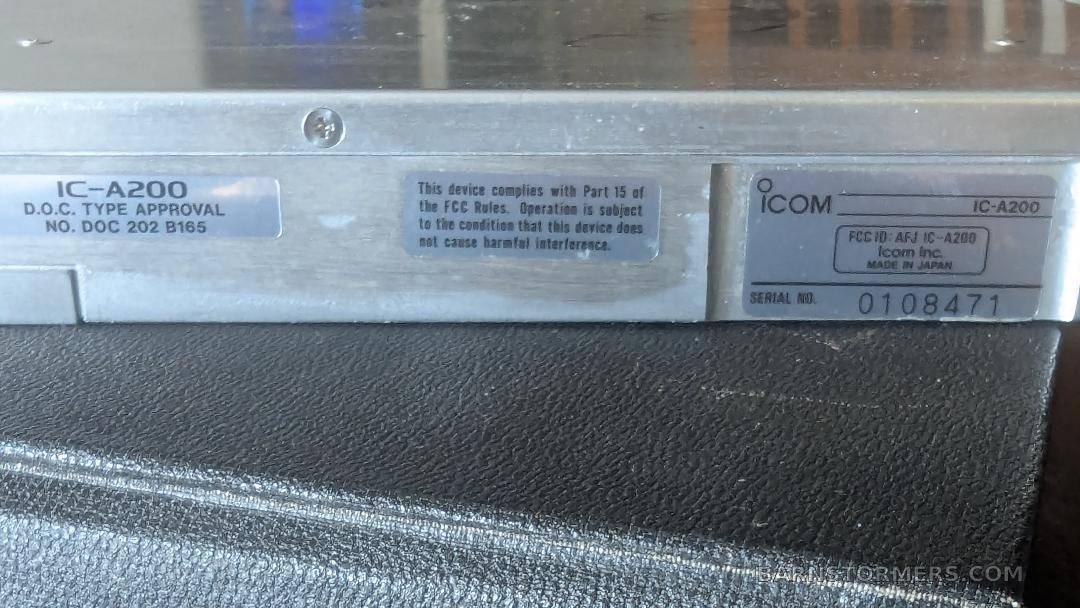 IC-A200
D.O.C. TYPE APPROVAL
NO. DOC 202 B165
This device complies with Part 15 of
the FCC Rules. Operation is subject
to the condition that this device does
not cause harmful interference.
iCOM
IC-A200
FCC ID: AFJ IC-A200
Icom Inc.
MADE IN JAPAN
SERIAL NO. 0108471
BARNSTORMERS.COM